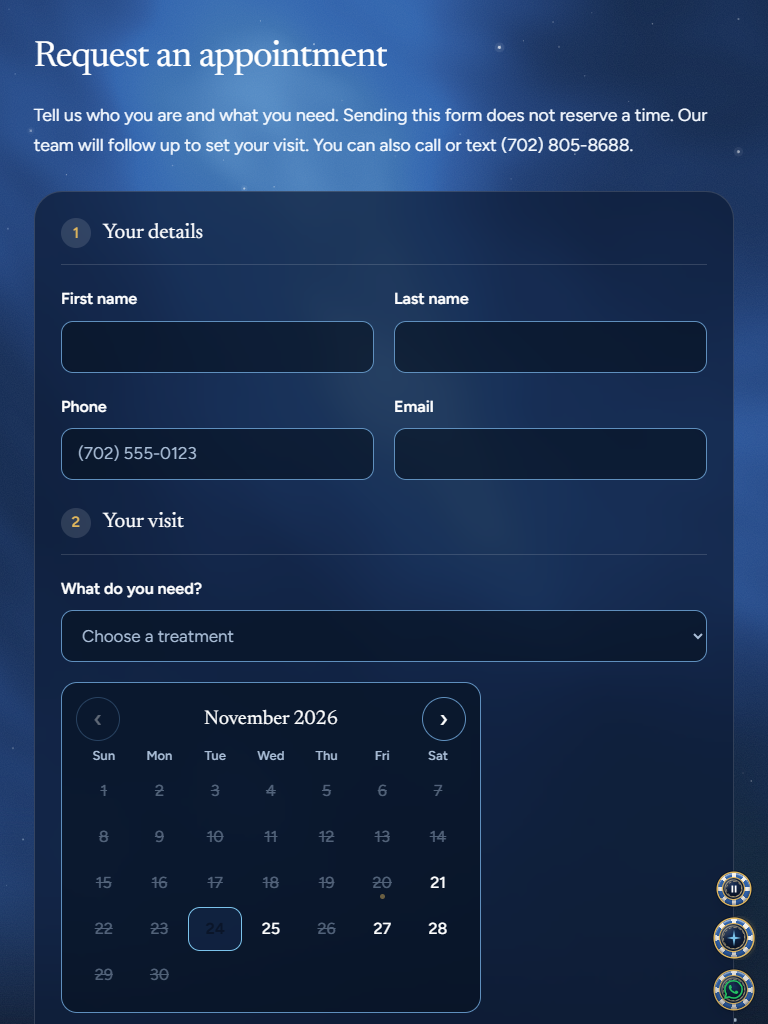 Request an appointment
Tell us who you are and what you need. Sending this form does not reserve a time. Our
team will follow up to set your visit. You can also call or text (702) 805-8688.
1 Your details
First name Last name
Phone Email
(702) 555-0123
2 Your visit
What do you need?
Choose a treatment
‹ November 2026 ›
Sun Mon Tue Wed Thu Fri Sat
1 2 3 4 5 6 7
8 9 10 11 12 13 14
15 16 17 18 19 20 21
22 23 24 25 26 27 28
29 30